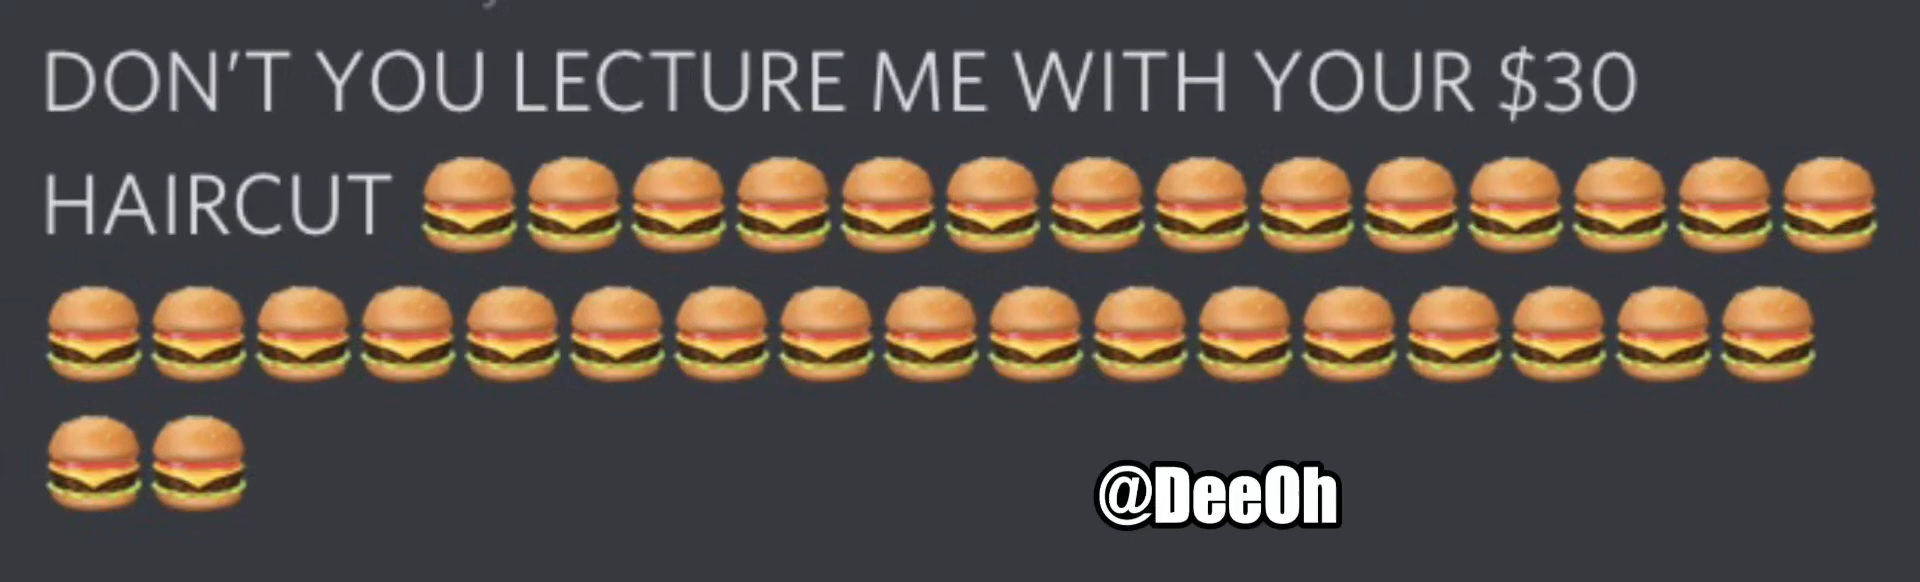 DON'T YOU LECTURE ME WITH YOUR $30
HAIRCUT 🍔🍔🍔🍔🍔🍔🍔🍔🍔🍔🍔🍔🍔🍔
🍔🍔🍔🍔🍔🍔🍔🍔🍔🍔🍔🍔🍔🍔🍔🍔🍔
🍔🍔
@DeeOh